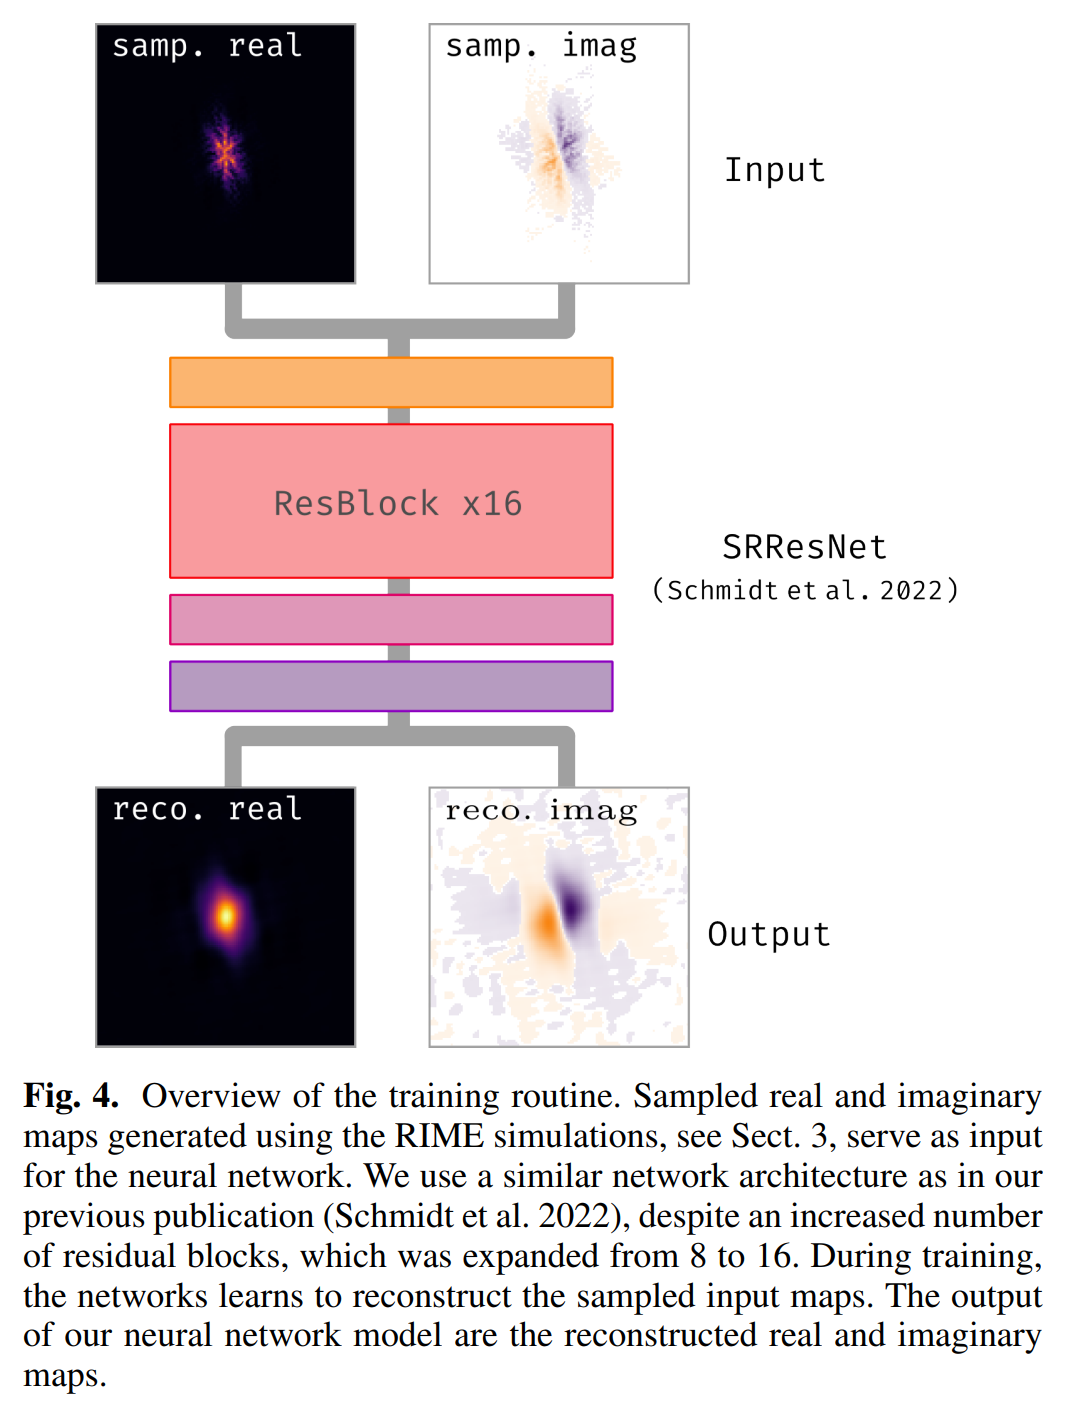 samp. real
samp. imag
Input
ResBlock x16
SRResNet
(Schmidt et al. 2022)
reco. real
reco. imag
Output
Fig. 4. Overview of the training routine. Sampled real and imaginary
maps generated using the RIME simulations, see Sect. 3, serve as input
for the neural network. We use a similar network architecture as in our
previous publication (Schmidt et al. 2022), despite an increased number
of residual blocks, which was expanded from 8 to 16. During training,
the networks learns to reconstruct the sampled input maps. The output
of our neural network model are the reconstructed real and imaginary
maps.